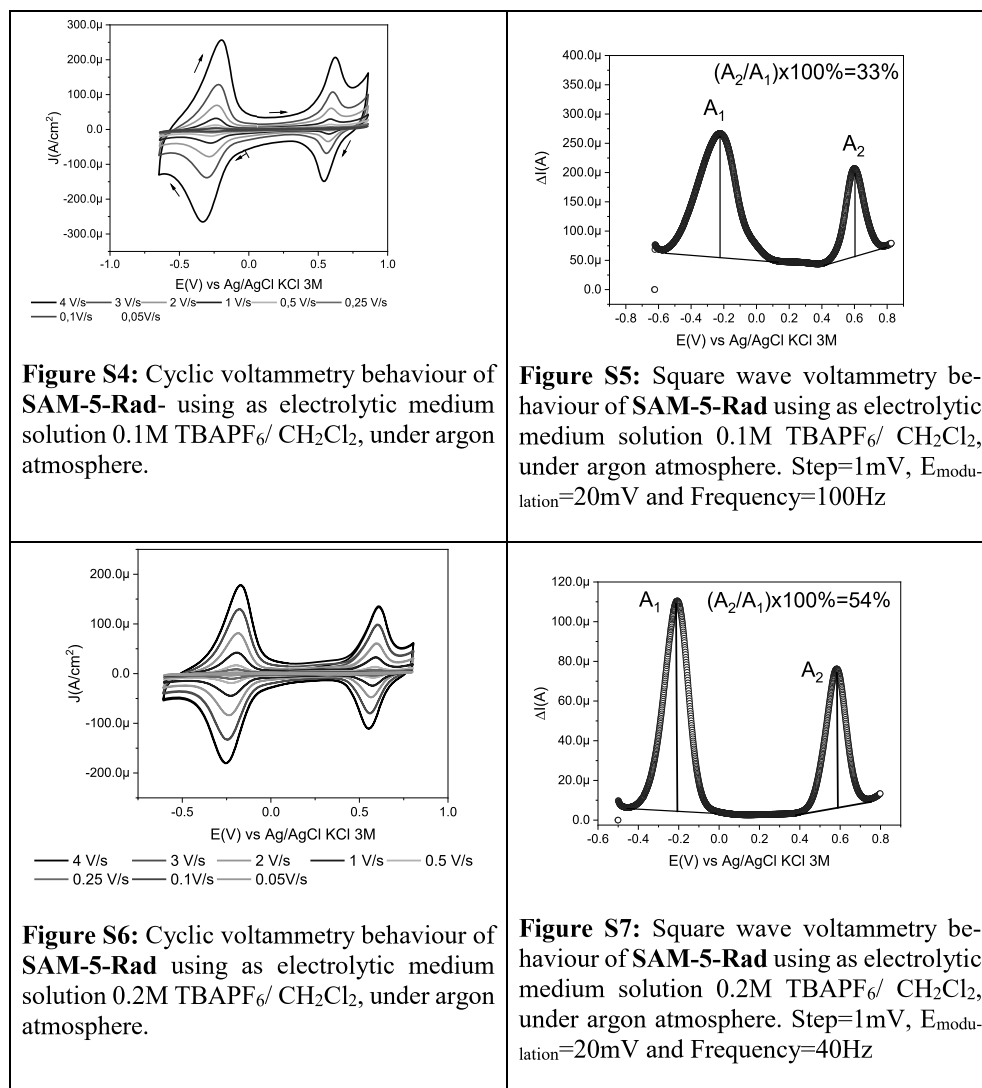 300.0µ
200.0µ
100.0µ
0.0
-100.0µ
-200.0µ
-300.0µ
J(A/cm²)
-1.0 -0.5 0.0 0.5 1.0
E(V) vs Ag/AgCl KCl 3M
4 V/s 3 V/s 2 V/s 1 V/s 0,5 V/s 0,25 V/s
0,1V/s 0,05V/s
Figure S4: Cyclic voltammetry behaviour of
SAM-5-Rad- using as electrolytic medium
solution 0.1M TBAPF₆/ CH₂Cl₂, under argon
atmosphere.
400.0µ
350.0µ
300.0µ
250.0µ
200.0µ
150.0µ
100.0µ
50.0µ
0.0
ΔI(A)
(A₂/A₁)x100%=33%
A₁
A₂
-0.8 -0.6 -0.4 -0.2 0.0 0.2 0.4 0.6 0.8
E(V) vs Ag/AgCl KCl 3M
Figure S5: Square wave voltammetry be-
haviour of SAM-5-Rad using as electrolytic
medium solution 0.1M TBAPF₆/ CH₂Cl₂,
under argon atmosphere. Step=1mV, Eₘₒdᵤ-
ₗₐₜᵢₒₙ=20mV and Frequency=100Hz
200.0µ
100.0µ
0.0
-100.0µ
-200.0µ
J(A/cm²)
-0.5 0.0 0.5 1.0
E(V) vs Ag/AgCl KCl 3M
4 V/s 3 V/s 2 V/s 1 V/s 0.5 V/s
0.25 V/s 0.1V/s 0.05V/s
Figure S6: Cyclic voltammetry behaviour of
SAM-5-Rad using as electrolytic medium
solution 0.2M TBAPF₆/ CH₂Cl₂, under argon
atmosphere.
120.0µ
100.0µ
80.0µ
60.0µ
40.0µ
20.0µ
0.0
ΔI(A)
A₁
(A₂/A₁)x100%=54%
A₂
-0.6 -0.4 -0.2 0.0 0.2 0.4 0.6 0.8 1.0
E(V) vs Ag/AgCl KCl 3M
Figure S7: Square wave voltammetry be-
haviour of SAM-5-Rad using as electrolytic
medium solution 0.2M TBAPF₆/ CH₂Cl₂,
under argon atmosphere. Step=1mV, Eₘₒdᵤ-
ₗₐₜᵢₒₙ=20mV and Frequency=40Hz